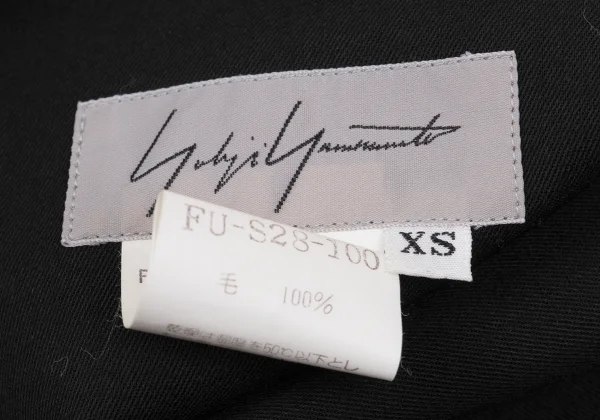 Yohji Yamamoto
XS
FU-S28-100
F
毛 100%